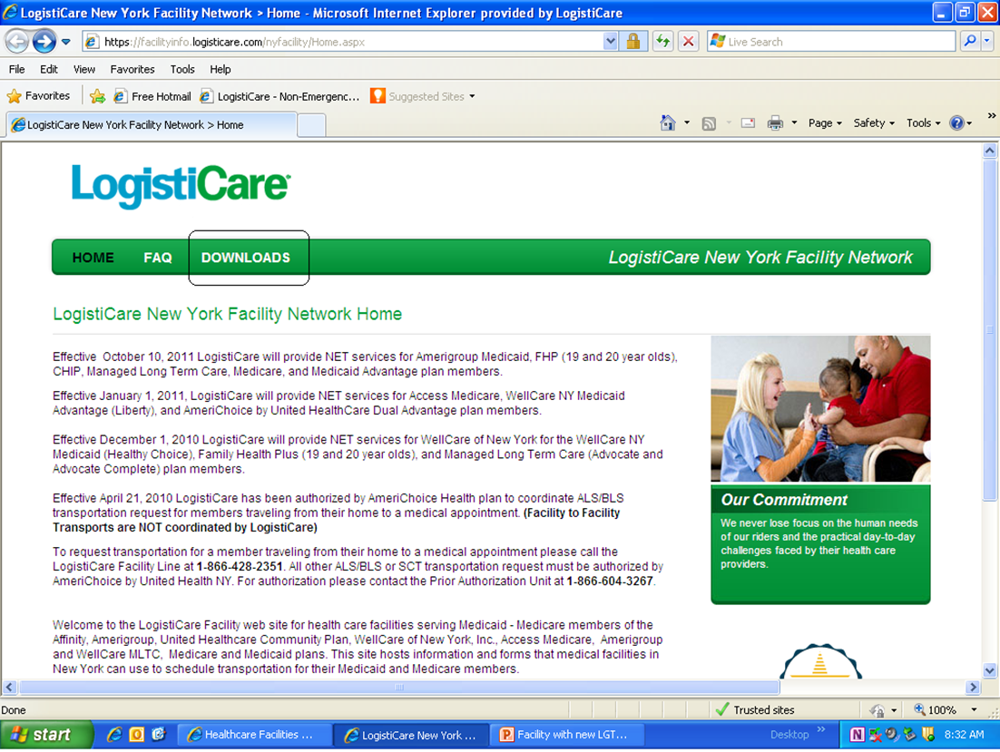 LogistiCare New York Facility Network > Home - Microsoft Internet Explorer provided by LogistiCare
https://facilityinfo.logisticare.com/nyfacility/Home.aspx
Live Search
File Edit View Favorites Tools Help
Favorites Free Hotmail LogistiCare - Non-Emergenc... Suggested Sites
LogistiCare New York Facility Network > Home
Page Safety Tools
LogistiCare
HOME FAQ DOWNLOADS LogistiCare New York Facility Network
LogistiCare New York Facility Network Home
Effective October 10, 2011 LogistiCare will provide NET services for Amerigroup Medicaid, FHP (19 and 20 year olds),
CHIP, Managed Long Term Care, Medicare, and Medicaid Advantage plan members.
Effective January 1, 2011, LogistiCare will provide NET services for Access Medicare, WellCare NY Medicaid
Advantage (Liberty), and AmeriChoice by United HealthCare Dual Advantage plan members.
Effective December 1, 2010 LogistiCare will provide NET services for WellCare of New York for the WellCare NY
Medicaid (Healthy Choice), Family Health Plus (19 and 20 year olds), and Managed Long Term Care (Advocate and
Advocate Complete) plan members.
Effective April 21, 2010 LogistiCare has been authorized by AmeriChoice Health plan to coordinate ALS/BLS
transportation request for members traveling from their home to a medical appointment. (Facility to Facility
Transports are NOT coordinated by LogistiCare)
To request transportation for a member traveling from their home to a medical appointment please call the
LogistiCare Facility Line at 1-866-428-2351. All other ALS/BLS or SCT transportation request must be authorized by
AmeriChoice by United Health NY. For authorization please contact the Prior Authorization Unit at 1-866-604-3267.
Welcome to the LogistiCare Facility web site for health care facilities serving Medicaid - Medicare members of the
Affinity, Amerigroup, United Healthcare Community Plan, WellCare of New York, Inc., Access Medicare, Amerigroup
and WellCare MLTC, Medicare and Medicaid plans. This site hosts information and forms that medical facilities in
New York can use to schedule transportation for their Medicaid and Medicare members.
Our Commitment
We never lose focus on the human needs
of our riders and the practical day-to-day
challenges faced by their health care
providers.
Done Trusted sites 100%
start Healthcare Facilities ... LogistiCare New York ... Facility with new LGT... Desktop 8:32 AM